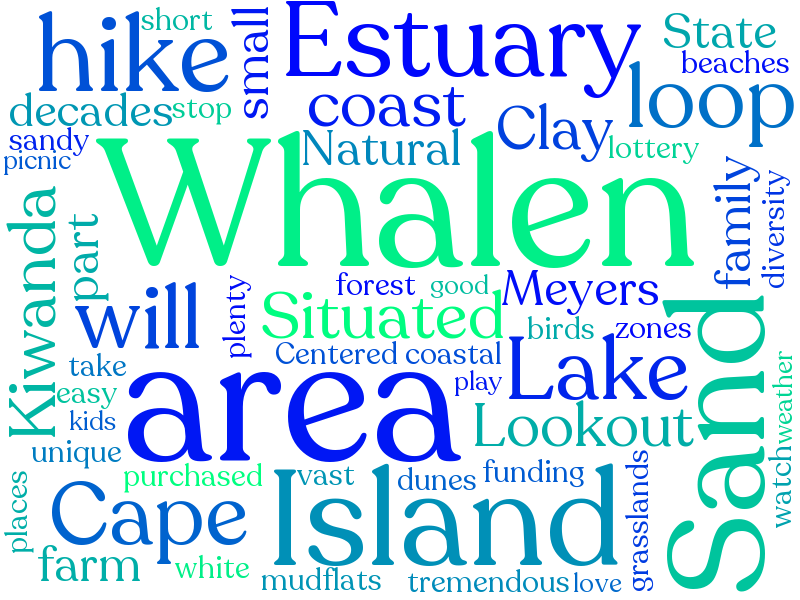 short
small
Estuary
State
hike
beaches
loop
decades
stop
coast
Clay
sandy
Natural
lottery
picnic
Whalen
family
diversity
Kiwanda
part
will
plenty
forest
good
Meyers
Situated
birds
zones
Sand
take
Centered
coastal
Lake
easy
area
play
weather
kids
Lookout
unique
purchased
vast
dunes
funding
grasslands
watch
places
Cape
Island
farm
white
mudflats
tremendous
love